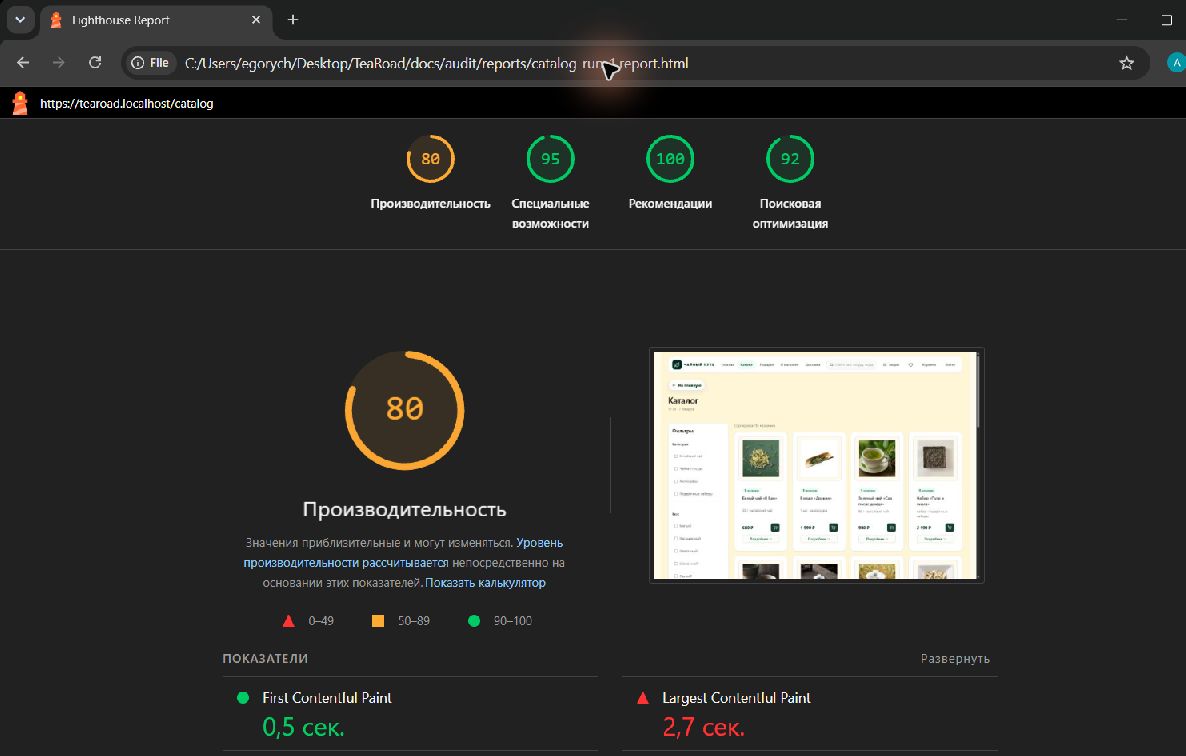 Lighthouse Report
File C:/Users/egorych/Desktop/TeaRoad/docs/audit/reports/catalog-run-1.report.html
A
https://tearoad.localhost/catalog
80 95 100 92
Производительность Специальные возможности Рекомендации Поисковая оптимизация
80
Производительность
Значения приблизительные и могут изменяться. Уровень
производительности рассчитывается непосредственно на
основании этих показателей. Показать калькулятор
0–49 50–89 90–100
Каталог
ПОКАЗАТЕЛИ Развернуть
First Contentful Paint
0,5 сек.
Largest Contentful Paint
2,7 сек.